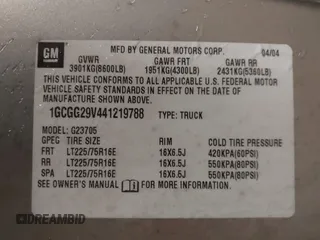 GM
MFD BY GENERAL MOTORS CORP. 04/04
GVWR GAWR FRT GAWR RR
3901KG(8600LB) 1951KG(4300LB) 2431KG(5360LB)
THIS VEHICLE CONFORMS TO ALL APPLICABLE U.S. FEDERAL MOTOR
VEHICLE SAFETY STANDARDS IN EFFECT ON THE DATE OF
MANUFACTURE SHOWN ABOVE.
1GCGG29V441219788 TYPE: TRUCK
MODEL: G23705
GPS TIRE SIZE RIM COLD TIRE PRESSURE
FRT LT225/75R16E 16X6.5J 420KPA(60PSI)
RR LT225/75R16E 16X6.5J 550KPA(80PSI)
SPA LT225/75R16E 16X6.5J 550KPA(80PSI)
SEE OWNER'S MANUAL FOR ADDITIONAL INFORMATION
DREAMBID